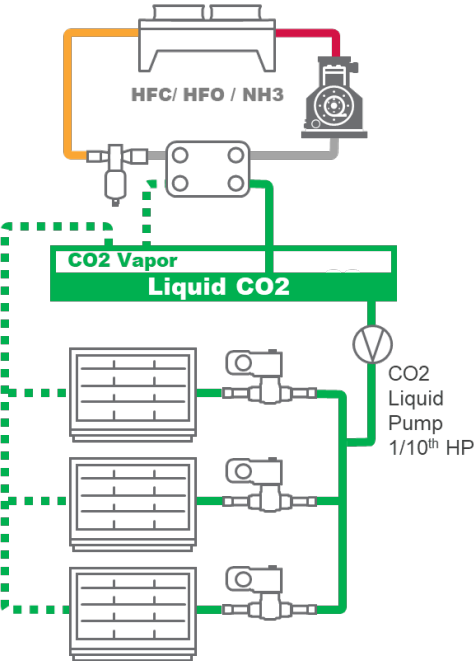 HFC/ HFO / NH3
CO2 Vapor
Liquid CO2
CO2
Liquid
Pump
1/10th HP